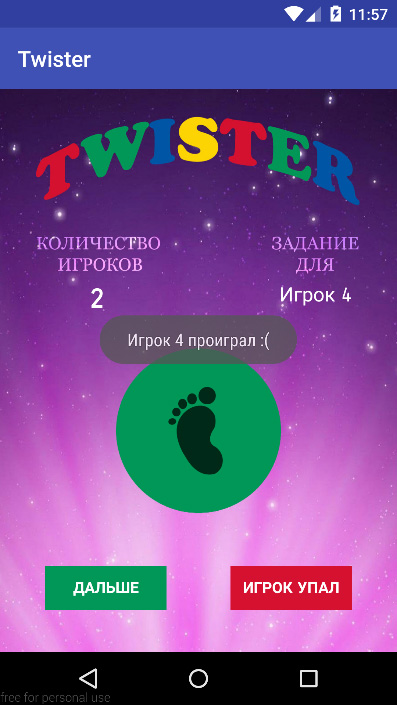 11:57
Twister
TWISTER
КОЛИЧЕСТВО
ИГРОКОВ
2
ЗАДАНИЕ
ДЛЯ
Игрок 4
Игрок 4 проиграл :(
ДАЛЬШЕ
ИГРОК УПАЛ
free for personal use